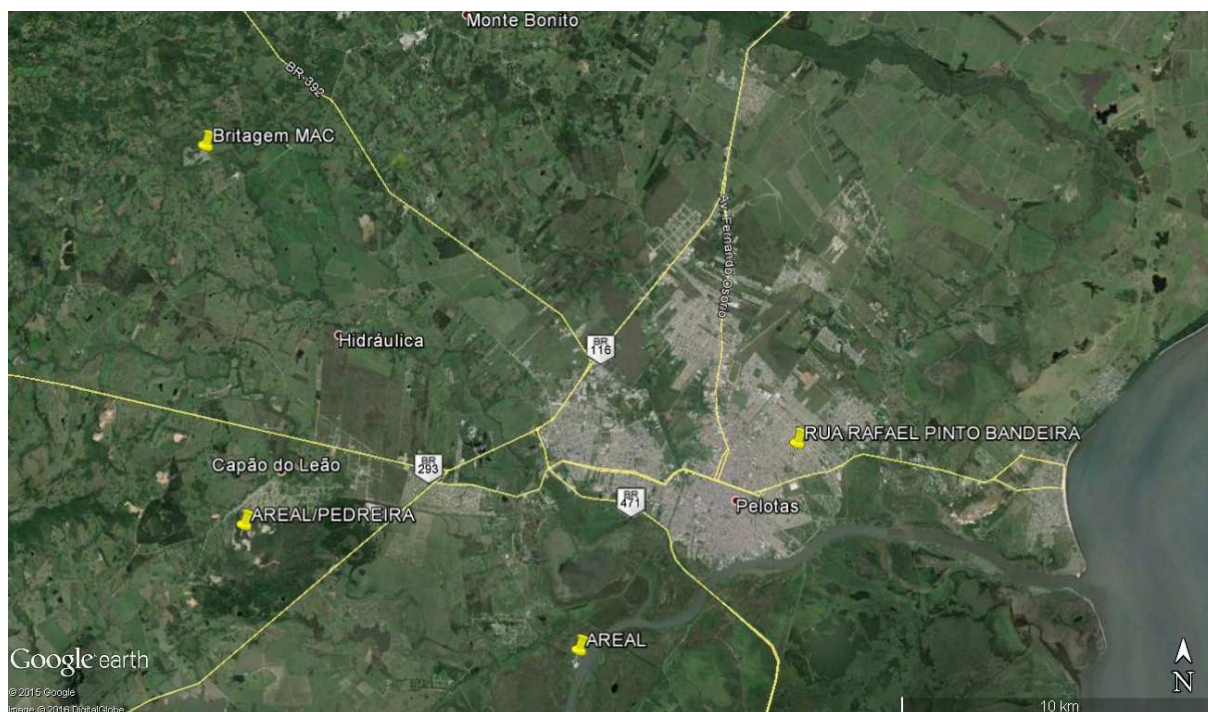 Monte Bonito
BR-392
Britagem MAC
Av. Fernando Osório
Hidráulica
BR
116
RUA RAFAEL PINTO BANDEIRA
Capão do Leão
BR
293
BR
471
Pelotas
AREAL/PEDREIRA
AREAL
Google earth
© 2015 Google
Image © 2016 DigitalGlobe
N
10 km